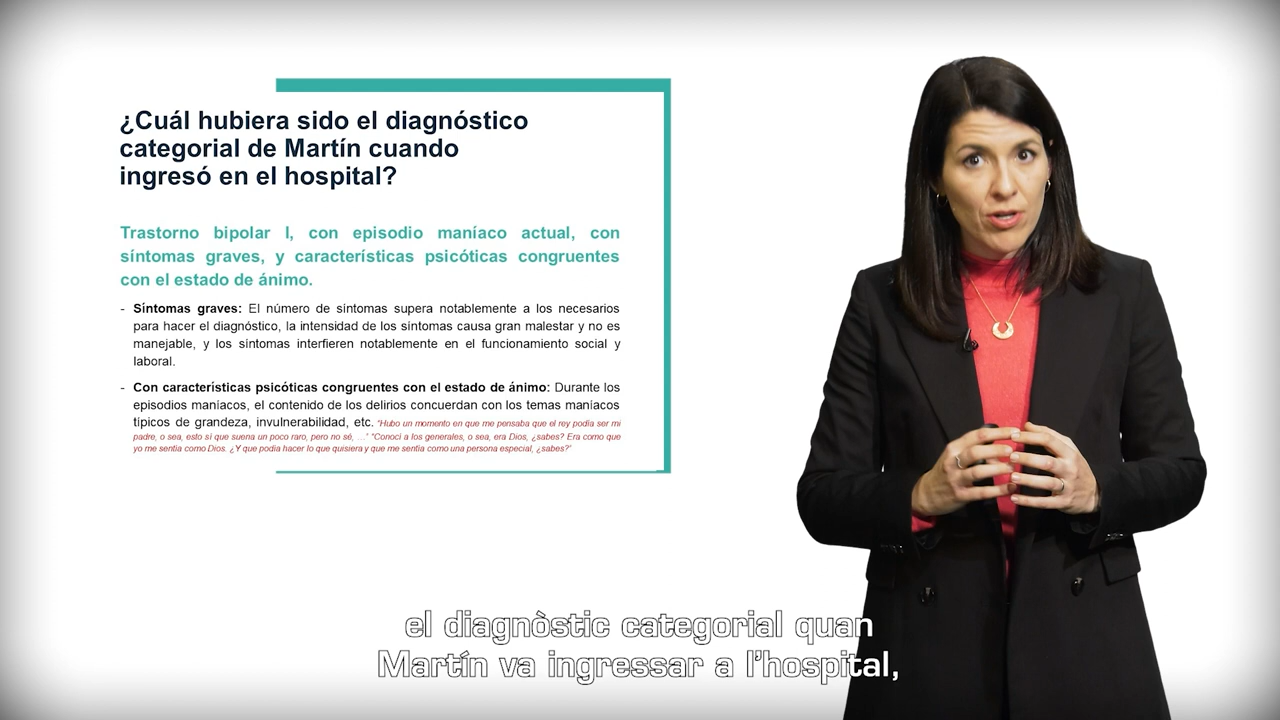 ¿Cuál hubiera sido el diagnóstico
categorial de Martín cuando
ingresó en el hospital?
Trastorno bipolar I, con episodio maníaco actual, con
síntomas graves, y características psicóticas congruentes
con el estado de ánimo.
- Síntomas graves: El número de síntomas supera notablemente a los necesarios
para hacer el diagnóstico, la intensidad de los síntomas causa gran malestar y no es
manejable, y los síntomas interfieren notablemente en el funcionamiento social y
laboral.
- Con características psicóticas congruentes con el estado de ánimo: Durante los
episodios maníacos, el contenido de los delirios concuerdan con los temas maníacos
típicos de grandeza, invulnerabilidad, etc. "Hubo un momento en que me pensaba que el rey podía ser mi
padre, o sea, esto sí que suena un poco raro, pero no sé, ..." "Conocí a los generales, o sea, era Dios, ¿sabes? Era como que
yo me sentía como Dios. ¿Y que podía hacer lo que quisiera y que me sentía como una persona especial, ¿sabes?"
el diagnòstic categorial quan
Martín va ingressar a l'hospital,